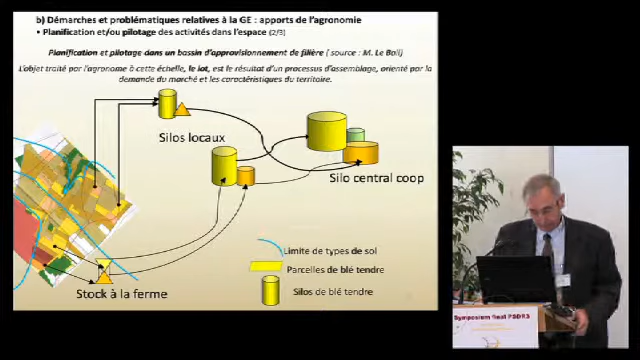 b) Démarches et problématiques relatives à la GE : apports de l'agronomie
• Planification et/ou pilotage des activités dans l'espace (2/3)
Planification et pilotage dans un bassin d'approvisionnement de filière ( source : M. Le Bail)
L'objet traité par l'agronome à cette échelle, le lot, est le résultat d'un processus d'assemblage, orienté par la
demande du marché et les caractéristiques du territoire.
Silos locaux
Silo central coop
Stock à la ferme
Limite de types de sol
Parcelles de blé tendre
Silos de blé tendre
Symposium final PSDR3